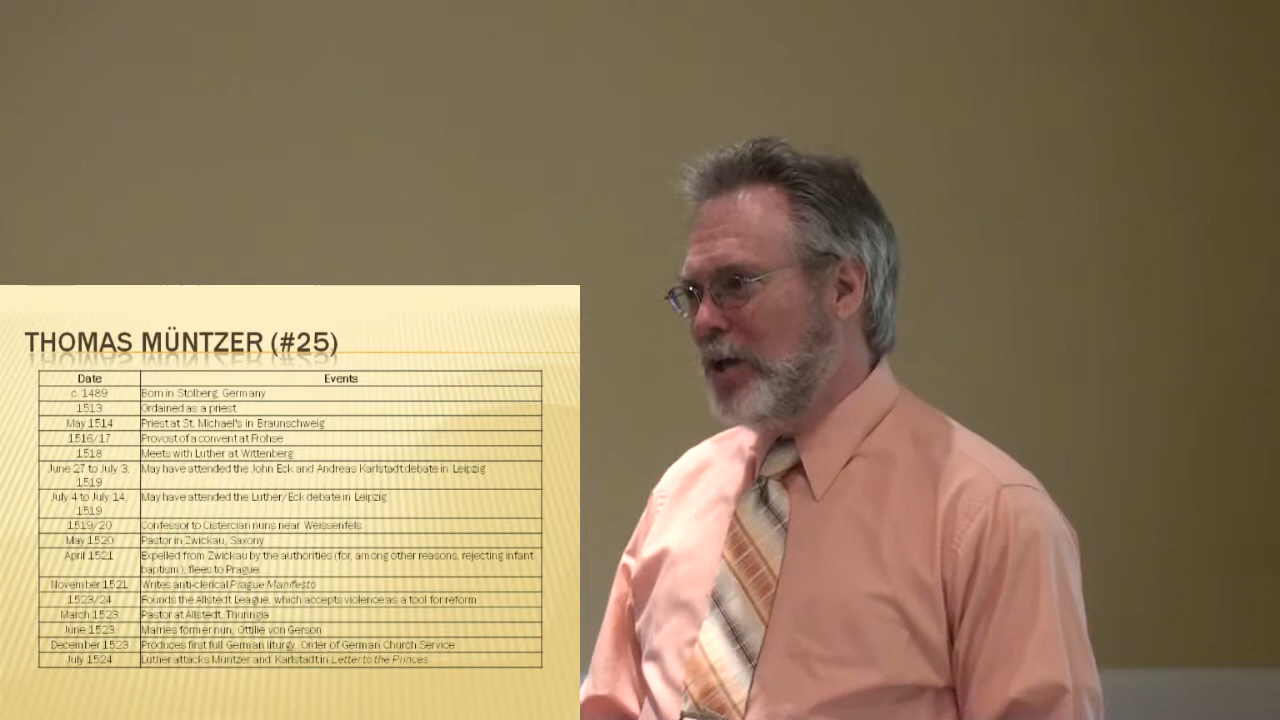 THOMAS MÜNTZER (#25)
Date Events
c. 1489 Born in Stolberg, Germany
1513 Ordained as a priest
May 1514 Priest at St. Michael's in Braunschweig
1516/17 Provost of a convent at Frohse
1518 Meets with Luther at Wittenberg
June 27 to July 3, May have attended the John Eck and Andreas Karlstadt debate in Leipzig
1519
July 4 to July 14, May have attended the Luther/Eck debate in Leipzig
1519
1519/20 Confessor to Cistercian nuns near Weissenfels
May 1520 Pastor in Zwickau, Saxony
April 1521 Expelled from Zwickau by the authorities (for, among other reasons, rejecting infant
baptism), flees to Prague
November 1521 Writes anti-clerical Prague Manifesto
1523/24 Founds the Allstedt League, which accepts violence as a tool for reform
March 1523 Pastor at Allstedt, Thuringia
June 1523 Marries former nun, Ottilie von Gerson
December 1523 Produces first full German liturgy, Order of German Church Service
July 1524 Luther attacks Müntzer and Karlstadt in Letter to the Princes